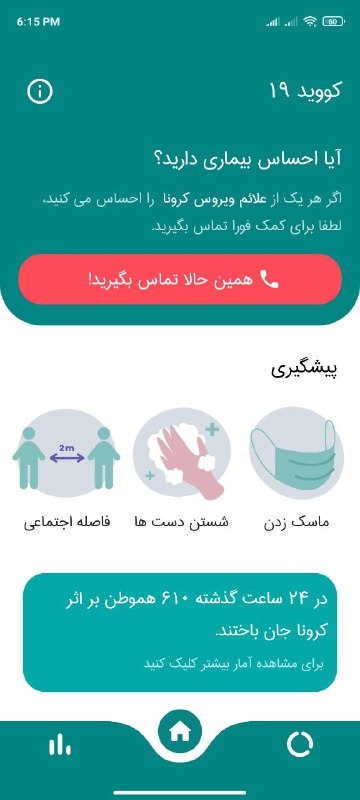 6:15 PM
60
کووید ۱۹
آیا احساس بیماری دارید؟
اگر هر یک از علائم ویروس کرونا را احساس می کنید،
لطفا برای کمک فورا تماس بگیرید.
همین حالا تماس بگیرید!
پیشگیری
2m
ماسک زدن
شستن دست ها
فاصله اجتماعی
در ۲۴ ساعت گذشته ۶۱۰ هموطن بر اثر
کرونا جان باختند.
برای مشاهده آمار بیشتر کلیک کنید